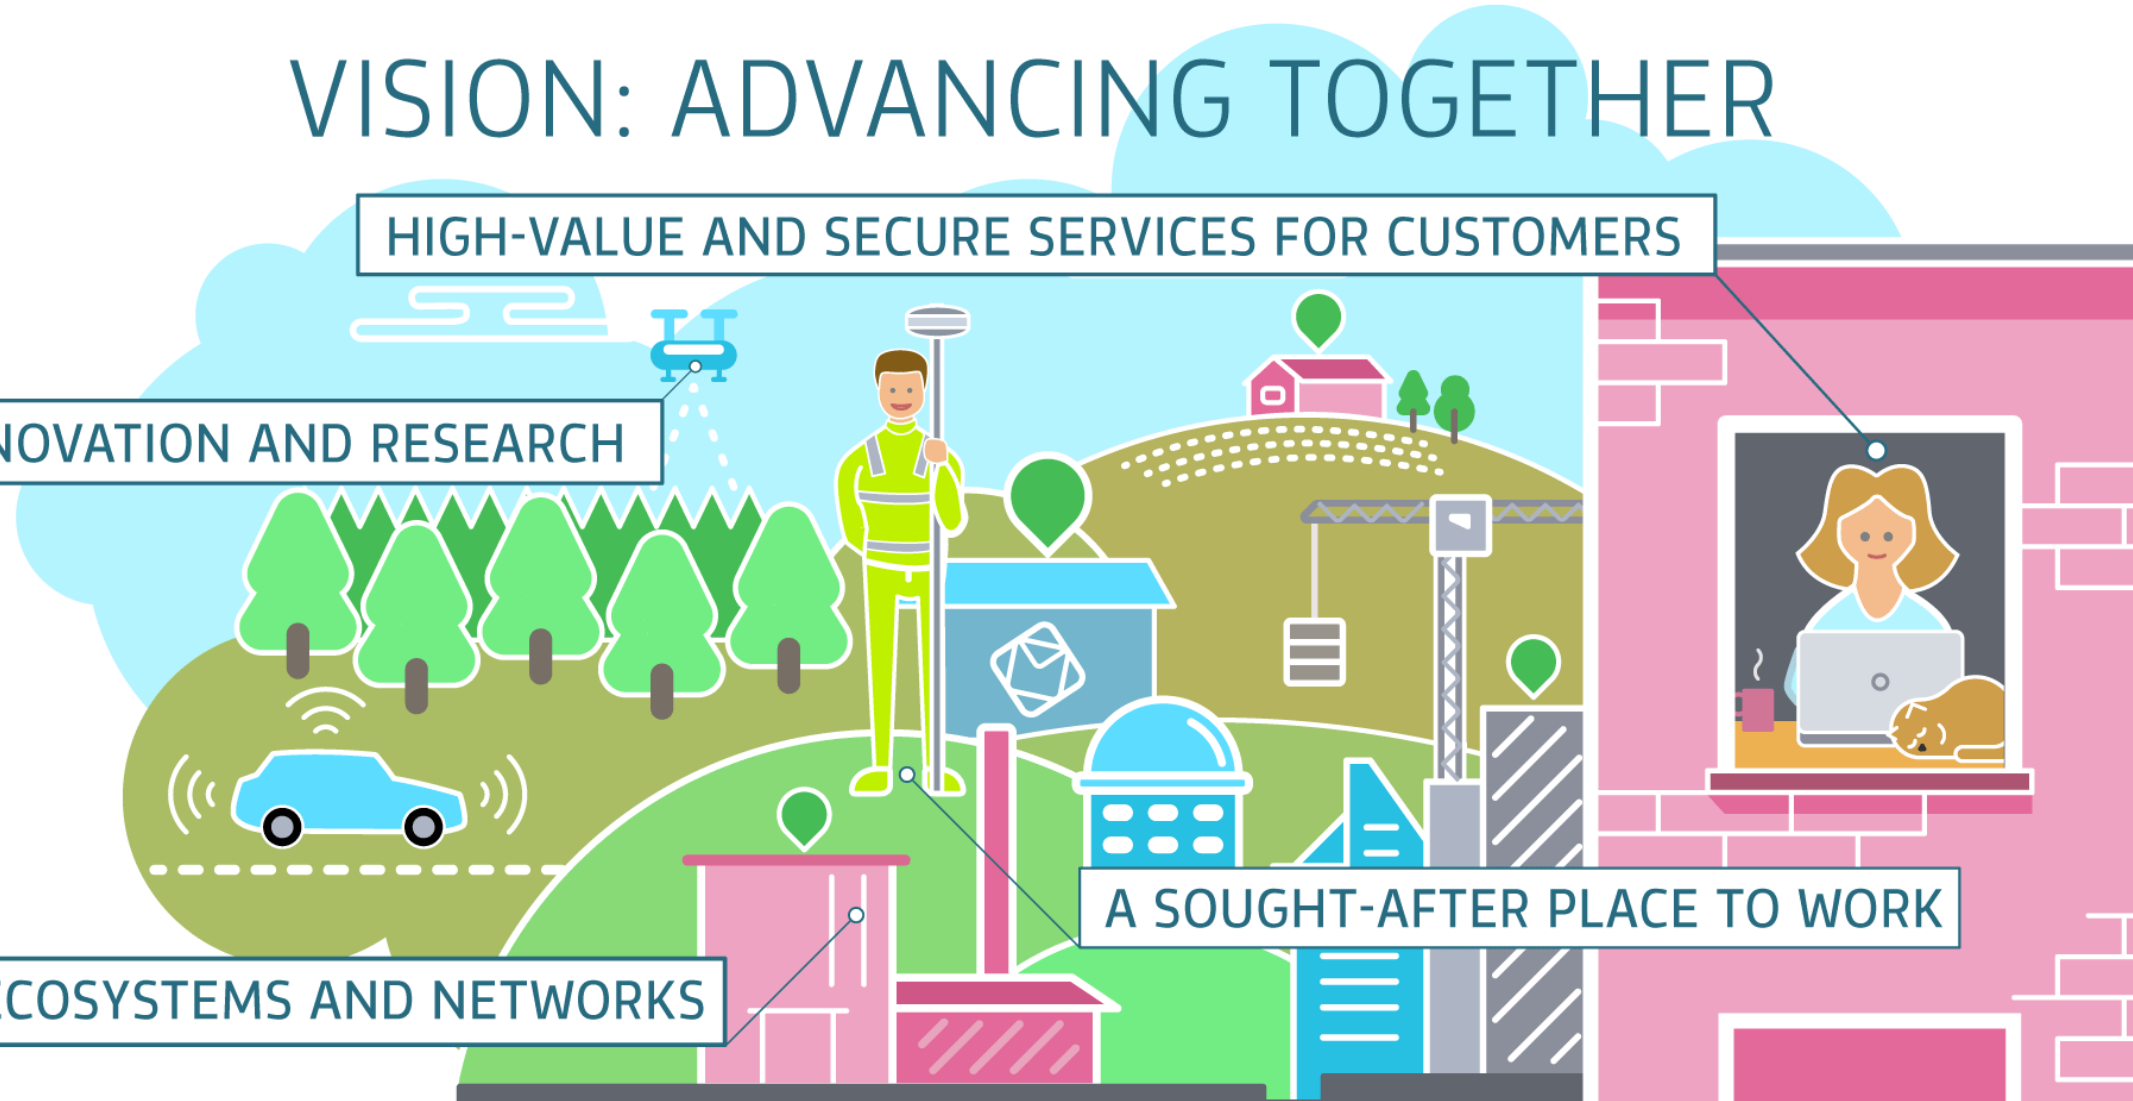 VISION: ADVANCING TOGETHER
HIGH-VALUE AND SECURE SERVICES FOR CUSTOMERS
NOVATION AND RESEARCH
A SOUGHT-AFTER PLACE TO WORK
ECOSYSTEMS AND NETWORKS